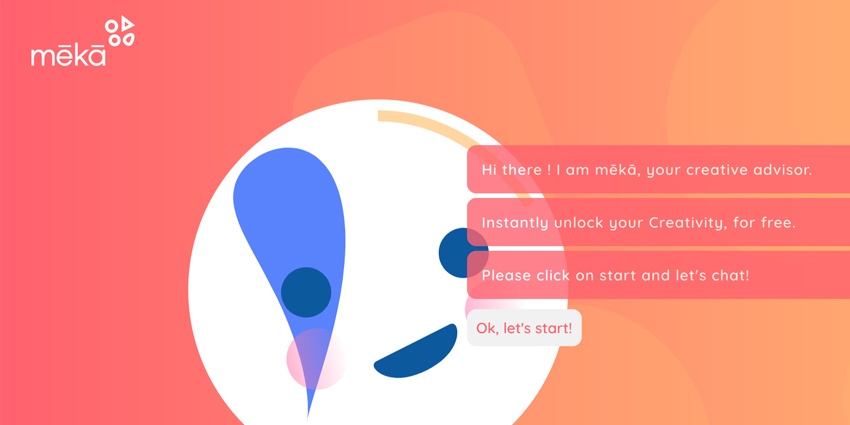 mēkā
Hi there ! I am mēkā, your creative advisor.
Instantly unlock your Creativity, for free.
Please click on start and let's chat!
Ok, let's start!